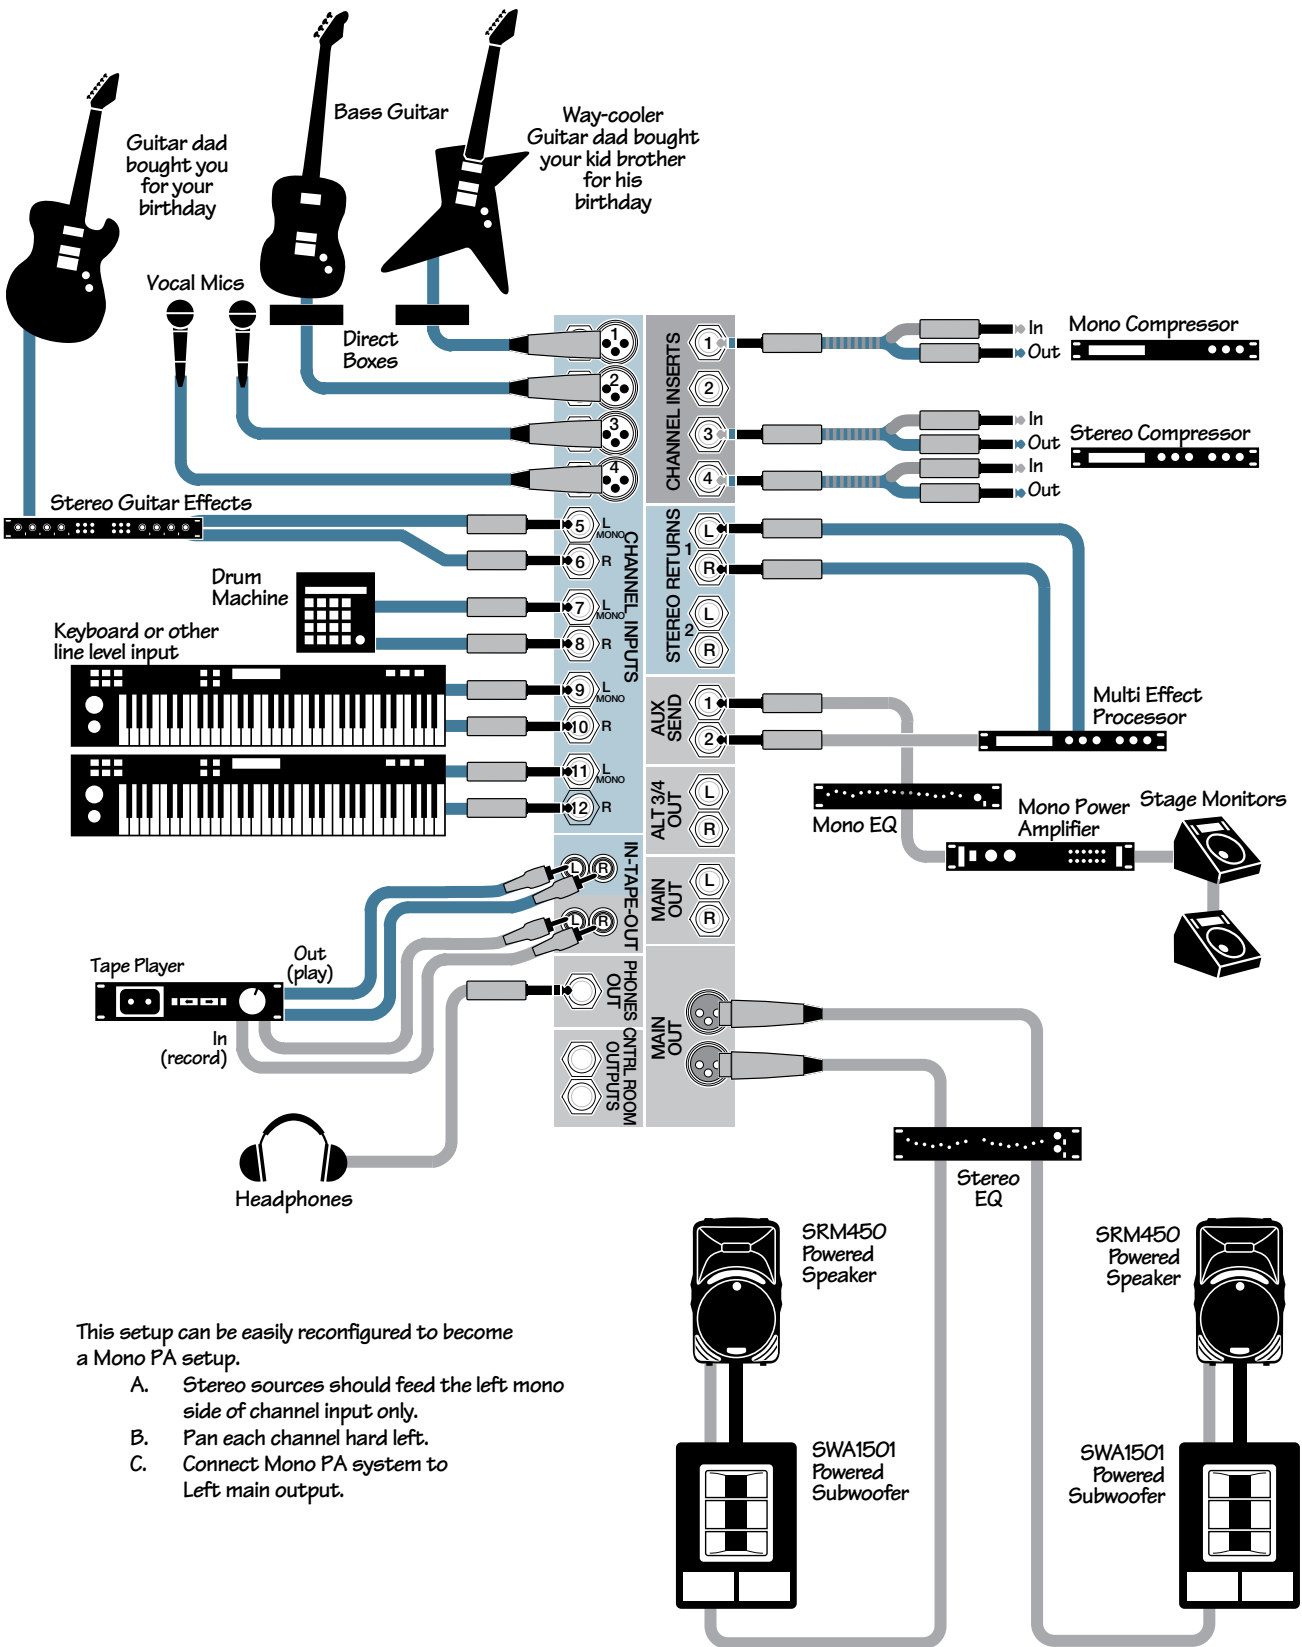 Guitar dad
bought you
for your
birthday
Bass Guitar
Way-cooler
Guitar dad bought
your kid brother
for his
birthday
Vocal Mics
Direct
Boxes
Stereo Guitar Effects
Drum
Machine
Keyboard or other
line level input
1
2
3
4
5 L
MONO
6 R
7 L
MONO
8 R
9 L
MONO
10 R
11 L
MONO
12 R
CHANNEL INPUTS
CHANNEL INSERTS
1
2
3
4
In
Out
Mono Compressor
In
Out
In
Out
Stereo Compressor
STEREO RETURNS
L
1
R
L
2
R
AUX
SEND
1
2
Multi Effect
Processor
Mono EQ
Mono Power
Amplifier
Stage Monitors
ALT 3/4
OUT
L
R
MAIN
OUT
L
R
IN-TAPE-OUT
L R
L R
Tape Player
Out
(play)
In
(record)
PHONES
OUT
CNTRL ROOM
OUTPUTS
MAIN
OUT
Headphones
Stereo
EQ
SRM450
Powered
Speaker
SRM450
Powered
Speaker
SWA1501
Powered
Subwoofer
SWA1501
Powered
Subwoofer
This setup can be easily reconfigured to become
a Mono PA setup.
A. Stereo sources should feed the left mono
side of channel input only.
B. Pan each channel hard left.
C. Connect Mono PA system to
Left main output.